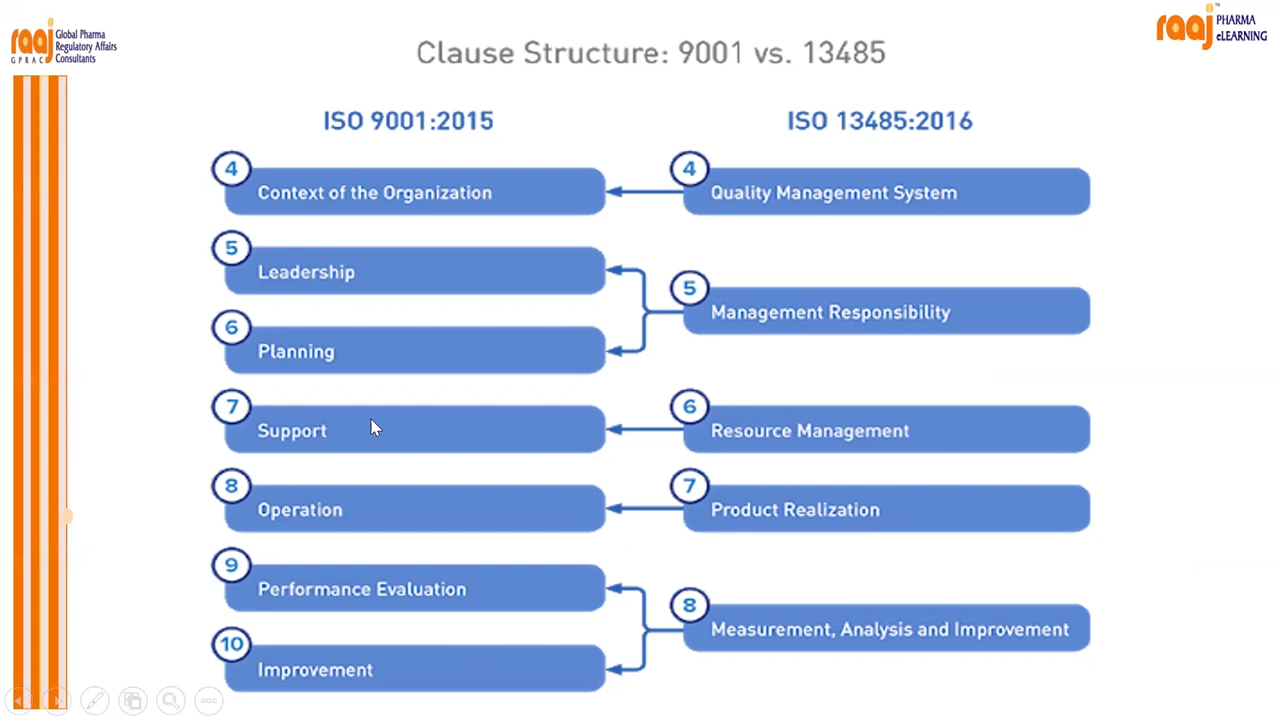 raaj
Global Pharma
Regulatory Affairs
Consultants
GPRAC
raaj
TM
PHARMA
eLEARNING
Clause Structure: 9001 vs. 13485
ISO 9001:2015
ISO 13485:2016
4
Context of the Organization
4
Quality Management System
5
Leadership
5
Management Responsibility
6
Planning
7
Support
6
Resource Management
8
Operation
7
Product Realization
9
Performance Evaluation
8
Measurement, Analysis and Improvement
10
Improvement